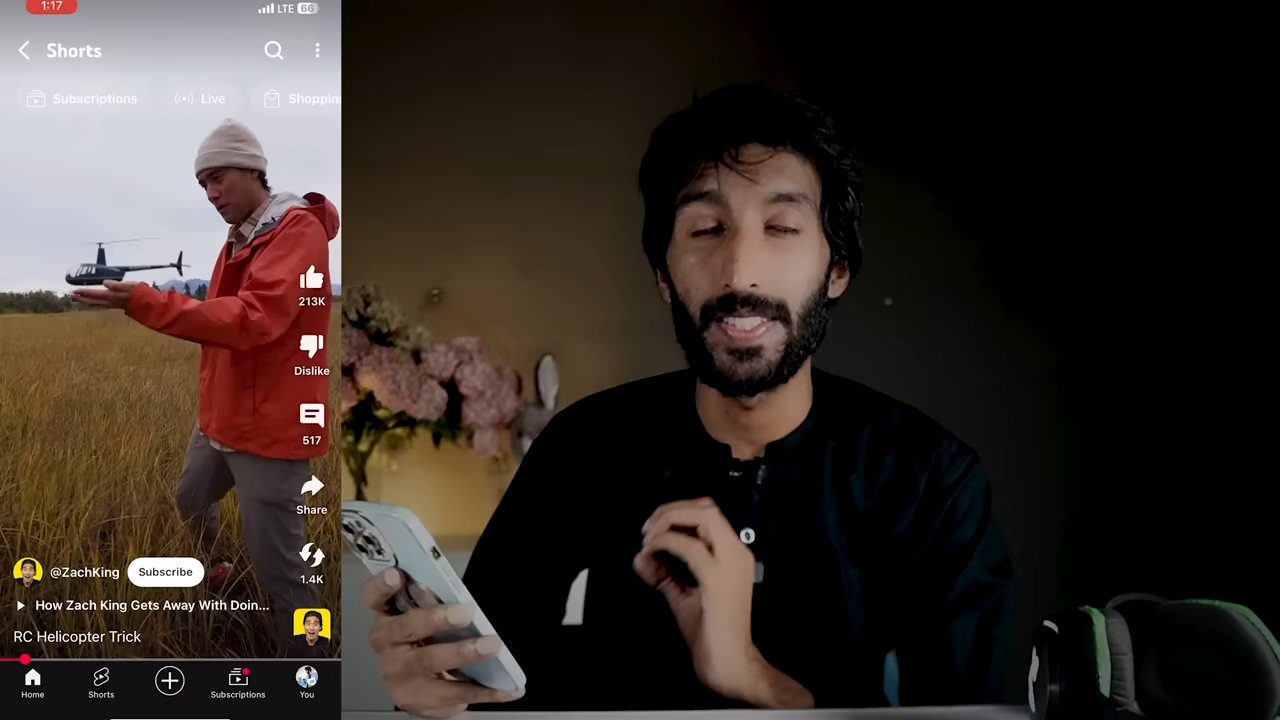 1:17
LTE 66
Shorts
Subscriptions
Live
Shoppin
213K
Dislike
517
Share
1.4K
@ZachKing
Subscribe
How Zach King Gets Away With Doin...
RC Helicopter Trick
Home
Shorts
Subscriptions
You